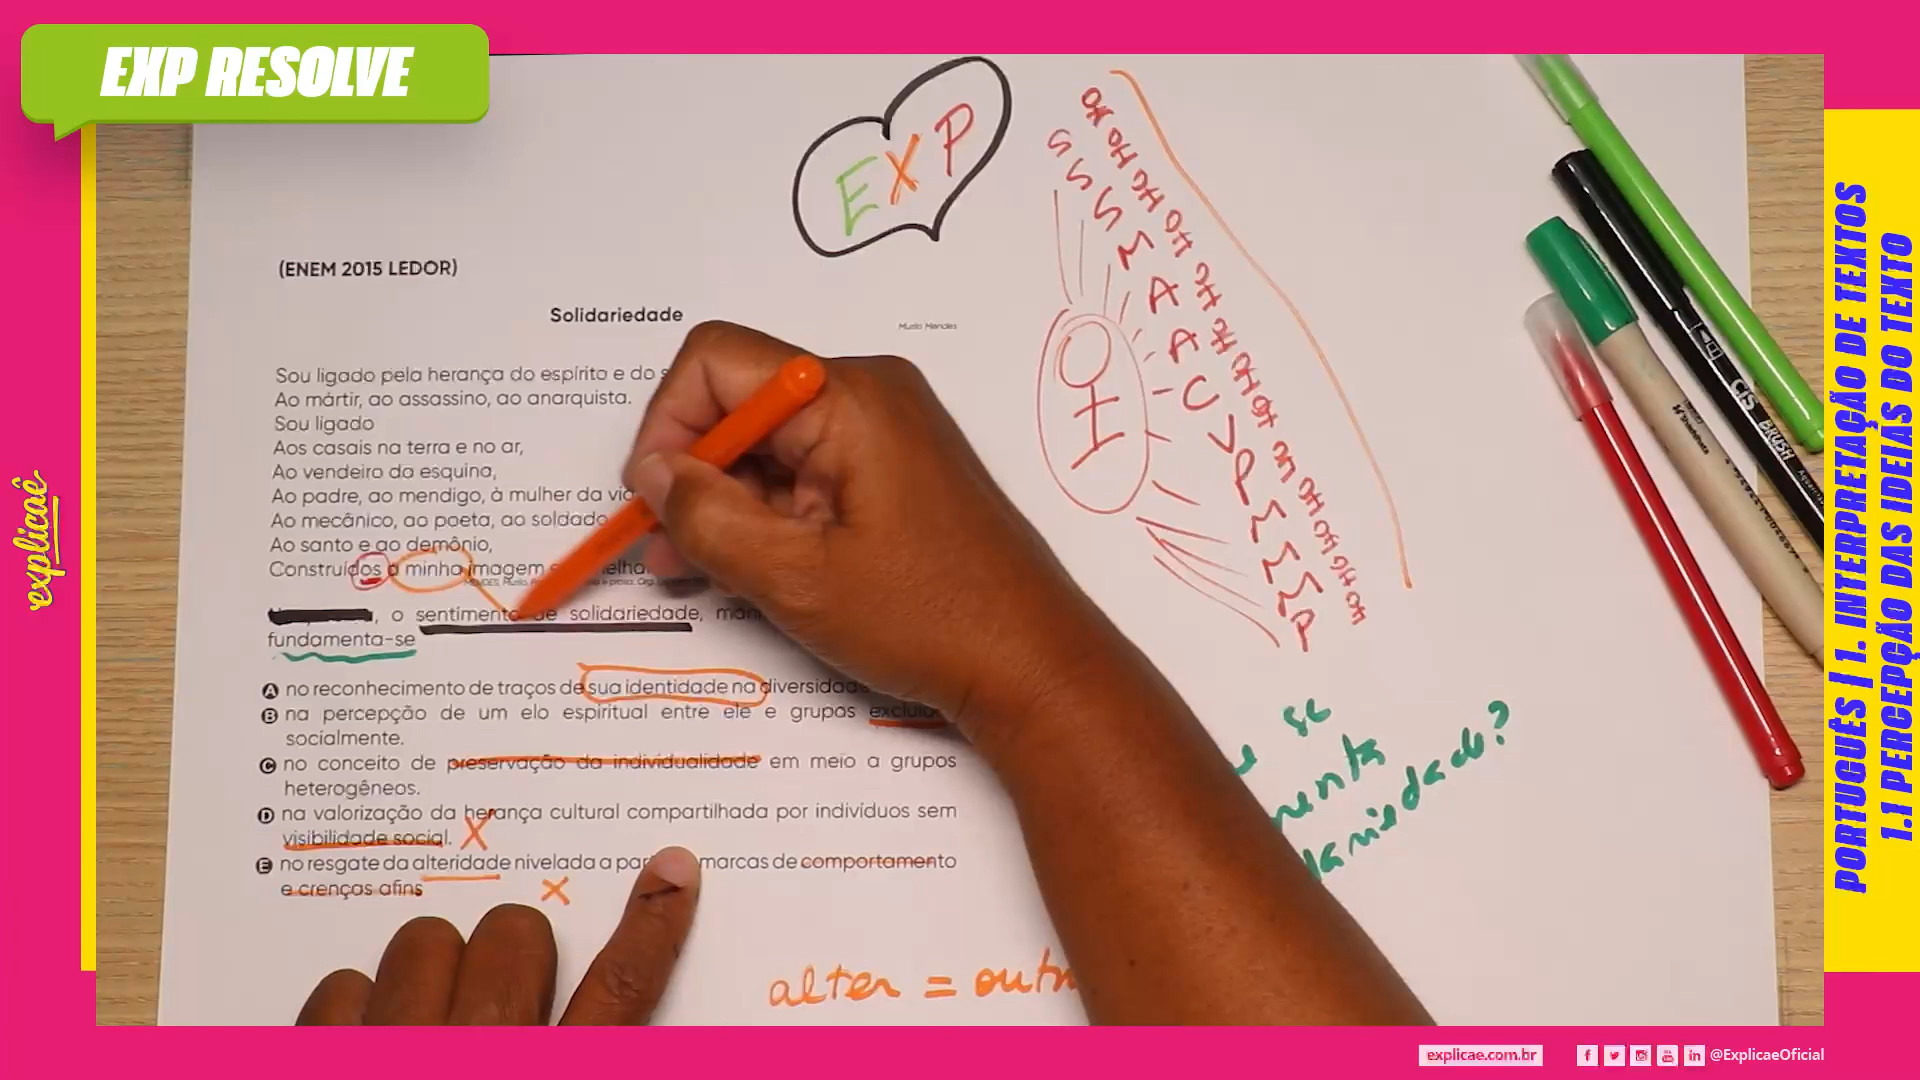 EXP RESOLVE
EXP
(ENEM 2015 LEDOR)
Solidariedade
Murilo Mendes
Sou ligado pela herança do espírito e do
Ao mártir, ao assassino, ao anarquista.
Sou ligado
Aos casais na terra e no ar,
Ao vendeiro da esquina,
Ao padre, ao mendigo, à mulher da
Ao mecânico, ao poeta, ao soldado
Ao santo e ao demônio,
Construídos à minha imagem
, o sentimento de solidariedade,
fundamenta-se
A no reconhecimento de traços de sua identidade na
B na percepção de um elo espiritual entre ele e grupos
socialmente.
C no conceito de preservação da individualidade em meio a grupos
heterogêneos.
D na valorização da herança cultural compartilhada por indivíduos sem
visibilidade social.
X
E no resgate da alteridade nivelada a marcas de comportamento
e crenças afins
X
alter =
S
S
S
M
A
A
C
V
P
M
M
M
P
se
?
explicaê
PORTUGUÊS | 1. INTERPRETAÇÃO DE TEXTOS
1.1 PERCEPÇÃO DAS IDEIAS DO TEXTO
CiS
BRUSH
explicae.com.br
@ExplicaeOficial